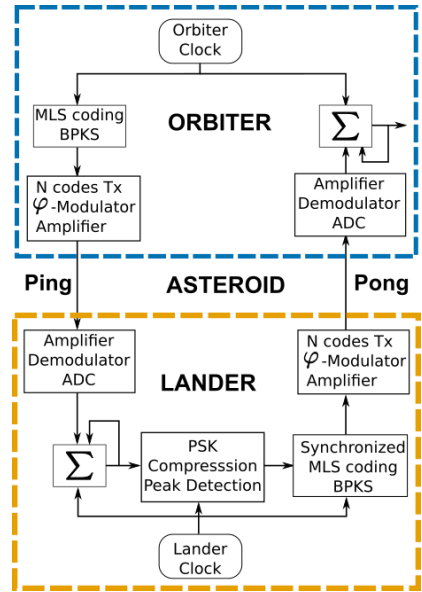 Orbiter
Clock
MLS coding
BPKS
ORBITER
Σ
N codes Tx
φ-Modulator
Amplifier
Amplifier
Demodulator
ADC
Ping
ASTEROID
Pong
Amplifier
Demodulator
ADC
LANDER
N codes Tx
φ-Modulator
Amplifier
Σ
PSK
Compresssion
Peak Detection
Synchronized
MLS coding
BPKS
Lander
Clock